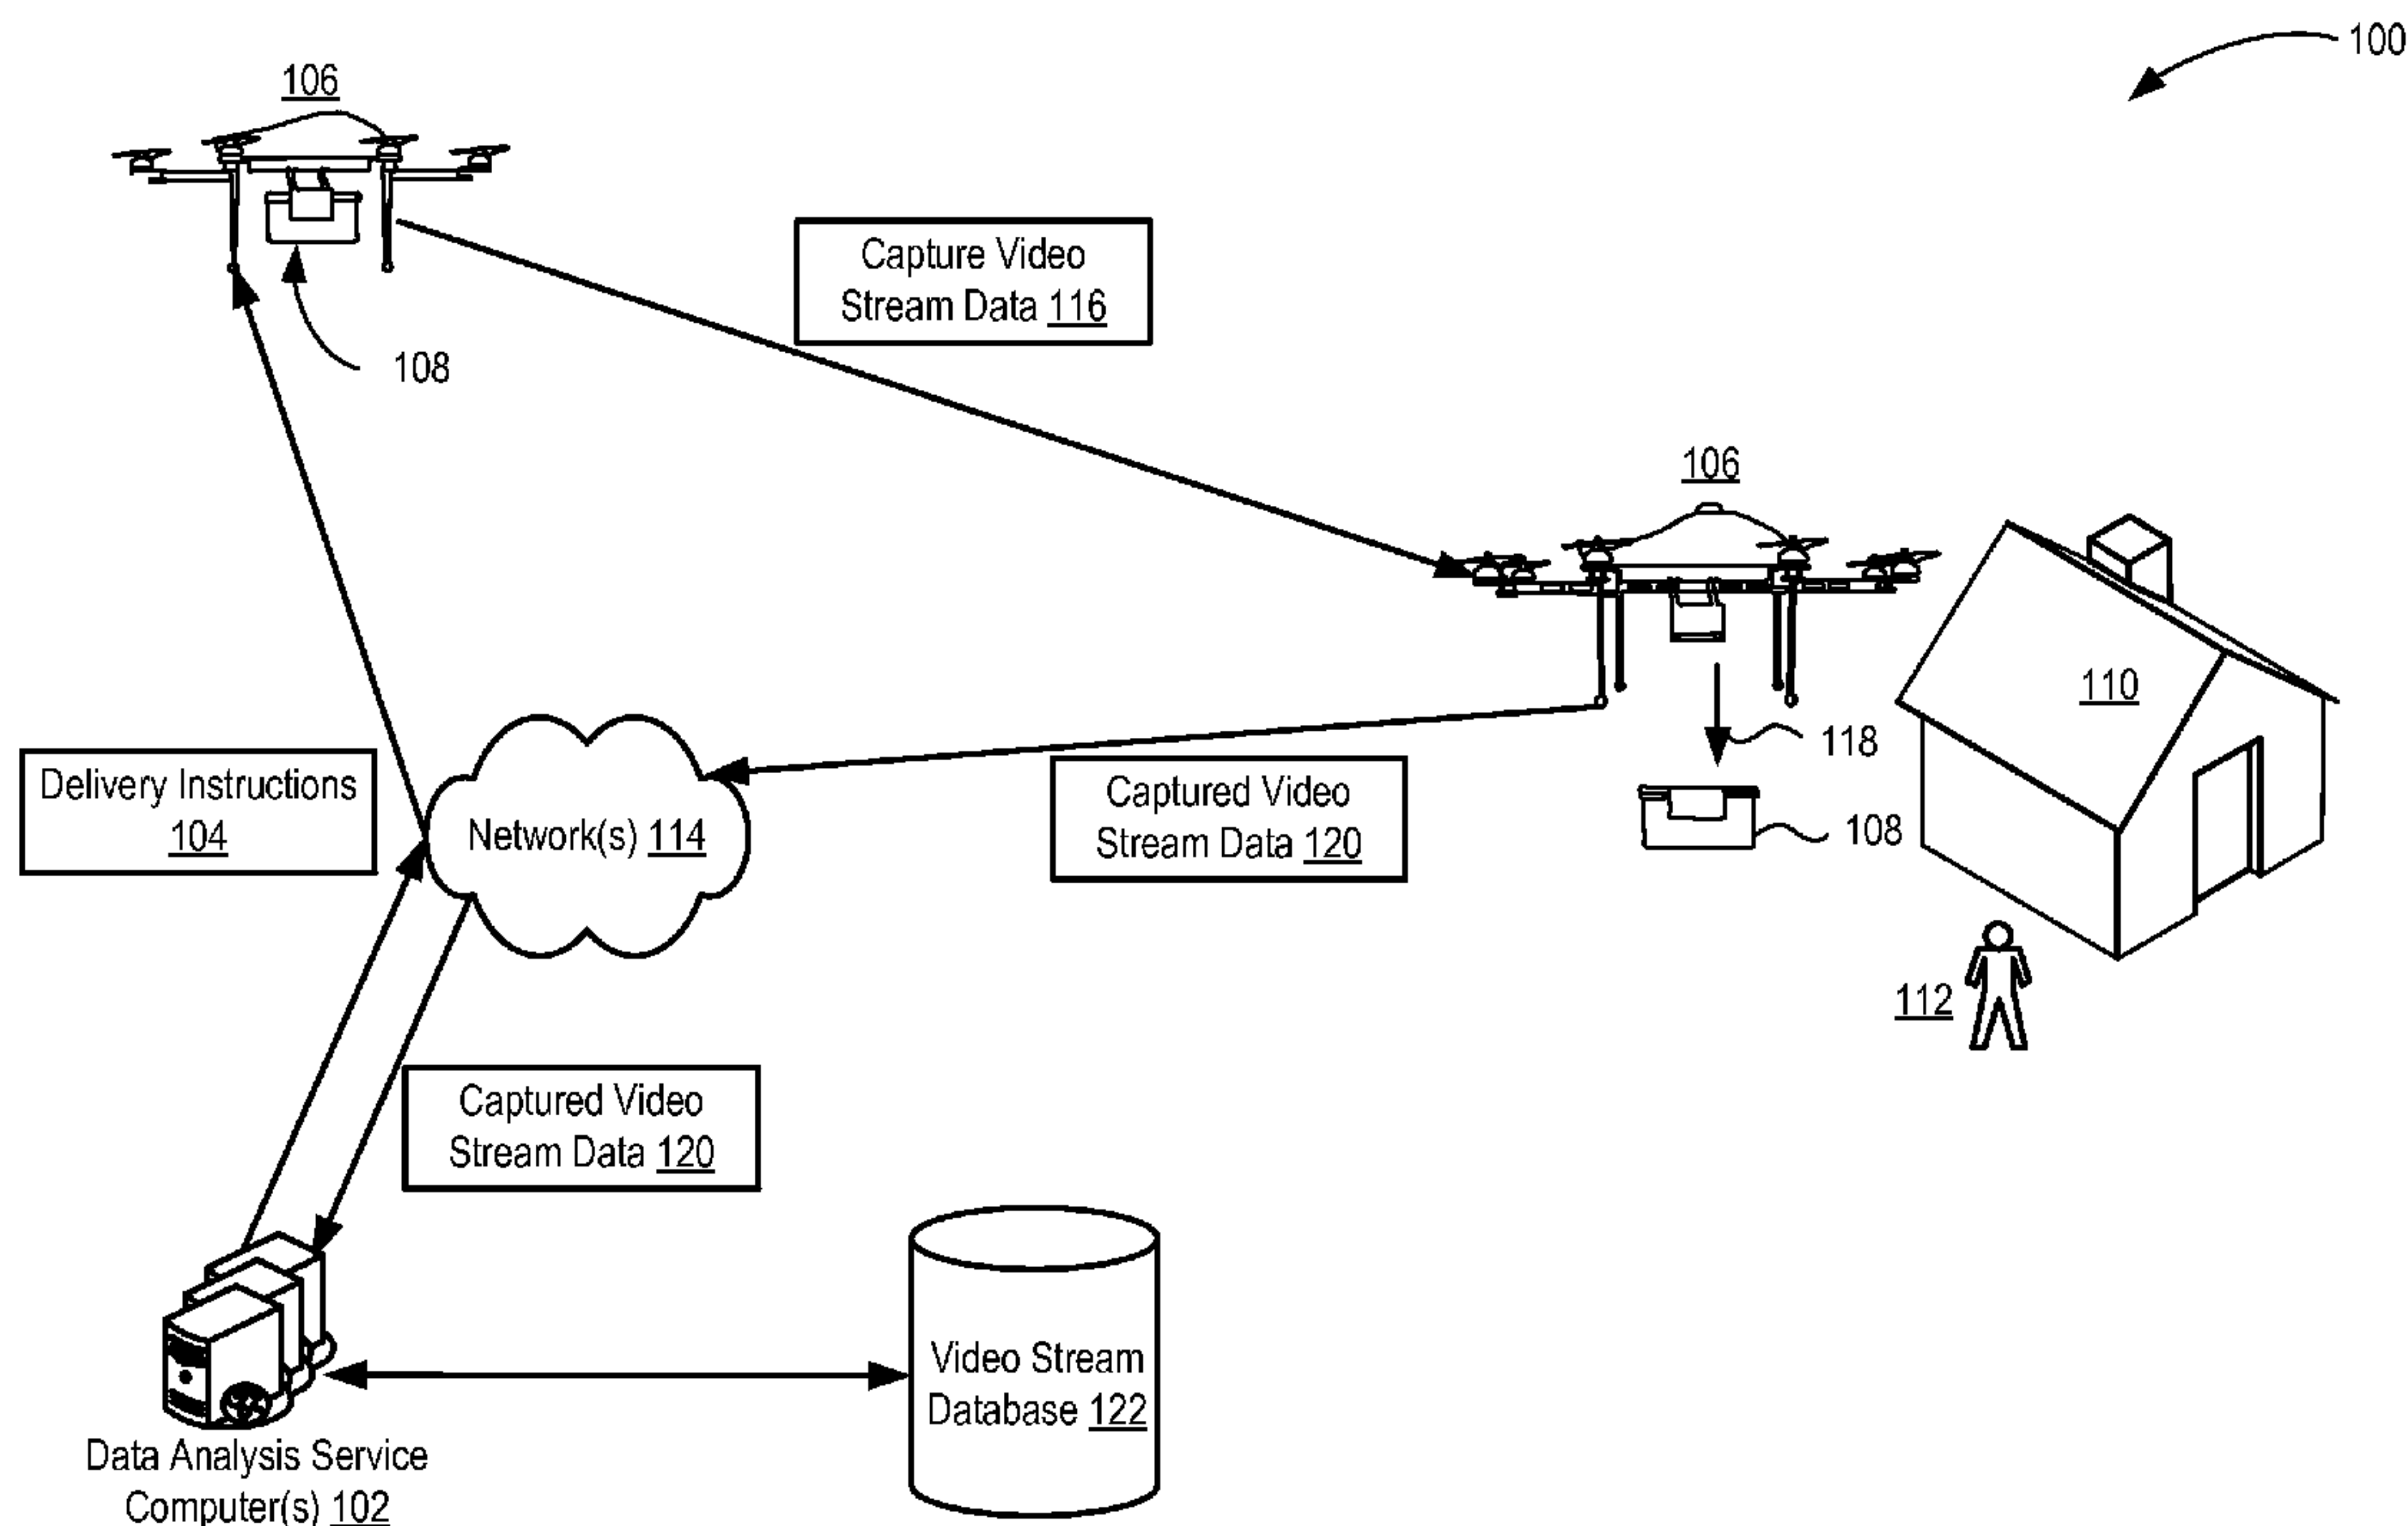 100
106
Capture Video
Stream Data 116
108
106
110
118
Delivery Instructions
104
Network(s) 114
Captured Video
Stream Data 120
108
112
Captured Video
Stream Data 120
Video Stream
Database 122
Data Analysis Service
Computer(s) 102